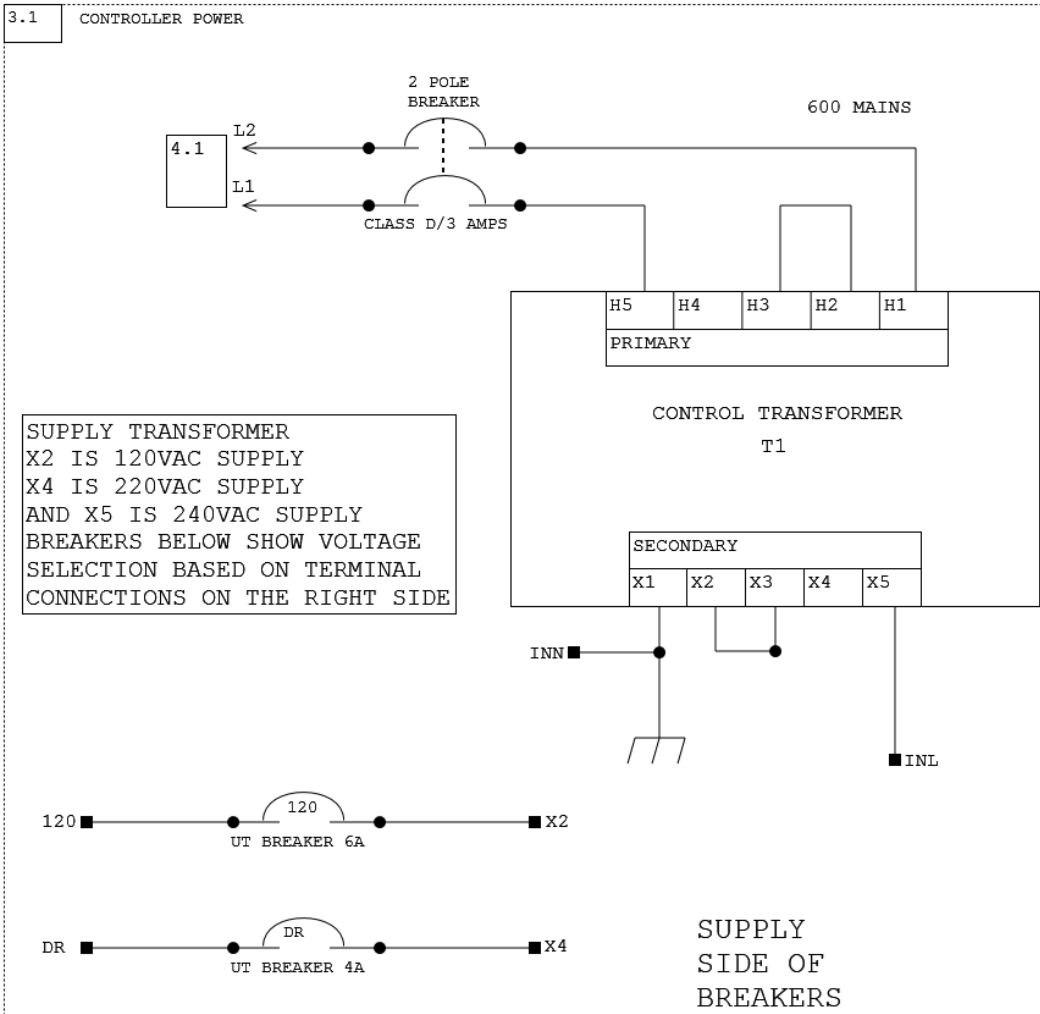 3.1 CONTROLLER POWER
2 POLE
BREAKER
600 MAINS
L2
4.1
L1
CLASS D/3 AMPS
H5 H4 H3 H2 H1
PRIMARY
CONTROL TRANSFORMER
T1
SUPPLY TRANSFORMER
X2 IS 120VAC SUPPLY
X4 IS 220VAC SUPPLY
AND X5 IS 240VAC SUPPLY
BREAKERS BELOW SHOW VOLTAGE
SELECTION BASED ON TERMINAL
CONNECTIONS ON THE RIGHT SIDE
SECONDARY
X1 X2 X3 X4 X5
INN
INL
120 120 X2
UT BREAKER 6A
DR DR X4
UT BREAKER 4A
SUPPLY
SIDE OF
BREAKERS